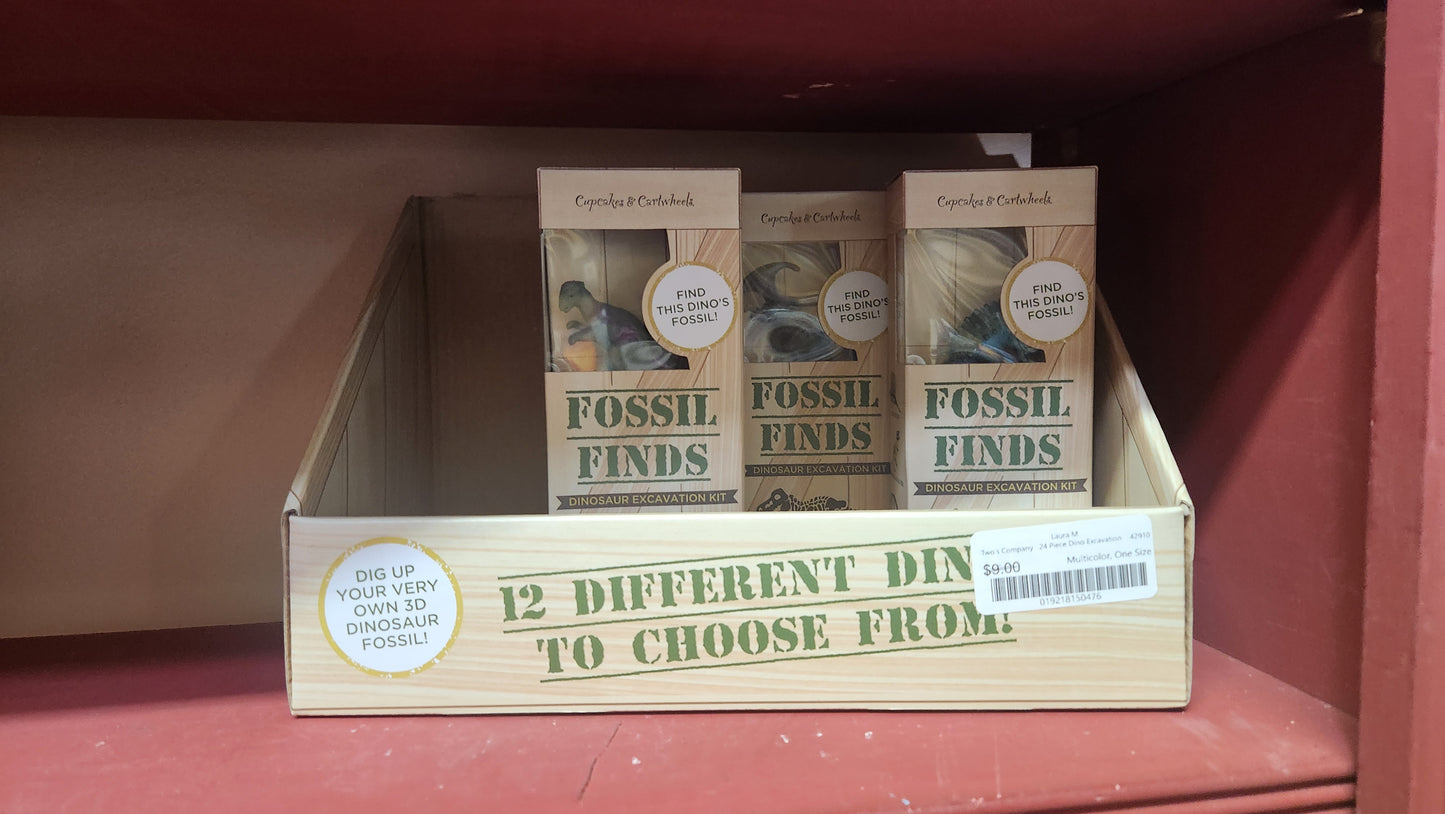 Cupcakes & Cartwheels
FIND
THIS DINO'S
FOSSIL!
FOSSIL
FINDS
DINOSAUR EXCAVATION KIT
Cupcakes & Cartwheels
FIND
THIS DINO'S
FOSSIL!
FOSSIL
FINDS
DINOSAUR EXCAVATION KIT
Cupcakes & Cartwheels
FIND
THIS DINO'S
FOSSIL!
FOSSIL
FINDS
DINOSAUR EXCAVATION KIT
DIG UP
YOUR VERY
OWN 3D
DINOSAUR
FOSSIL!
12 DIFFERENT DIN
TO CHOOSE FROM!
Laura M
Two's Company 24 Piece Dino Excavation 42910
Multicolor, One Size
$9.00
019218150476